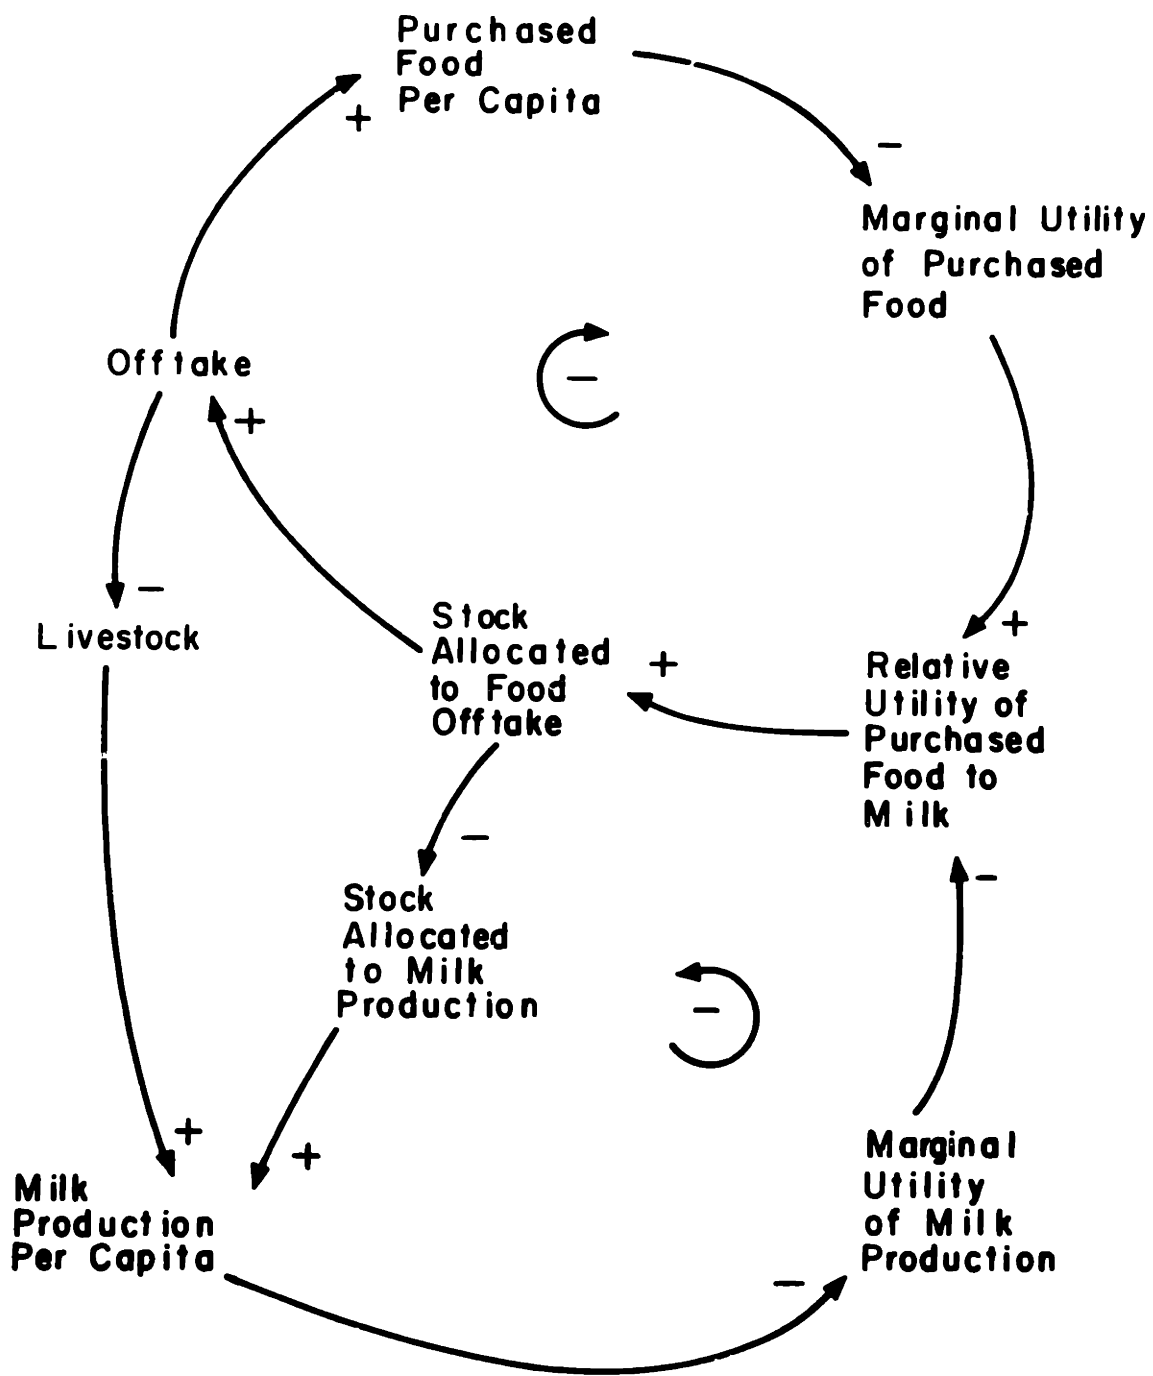 Purchased
Food
Per Capita
+
-
Marginal Utility
of Purchased
Food
Offtake
+
-
-
Livestock
Stock
Allocated
to Food
Offtake
+
+
Relative
Utility of
Purchased
Food to
Milk
-
-
Stock
Allocated
to Milk
Production
-
+
+
Milk
Production
Per Capita
Marginal
Utility
of Milk
Production
-